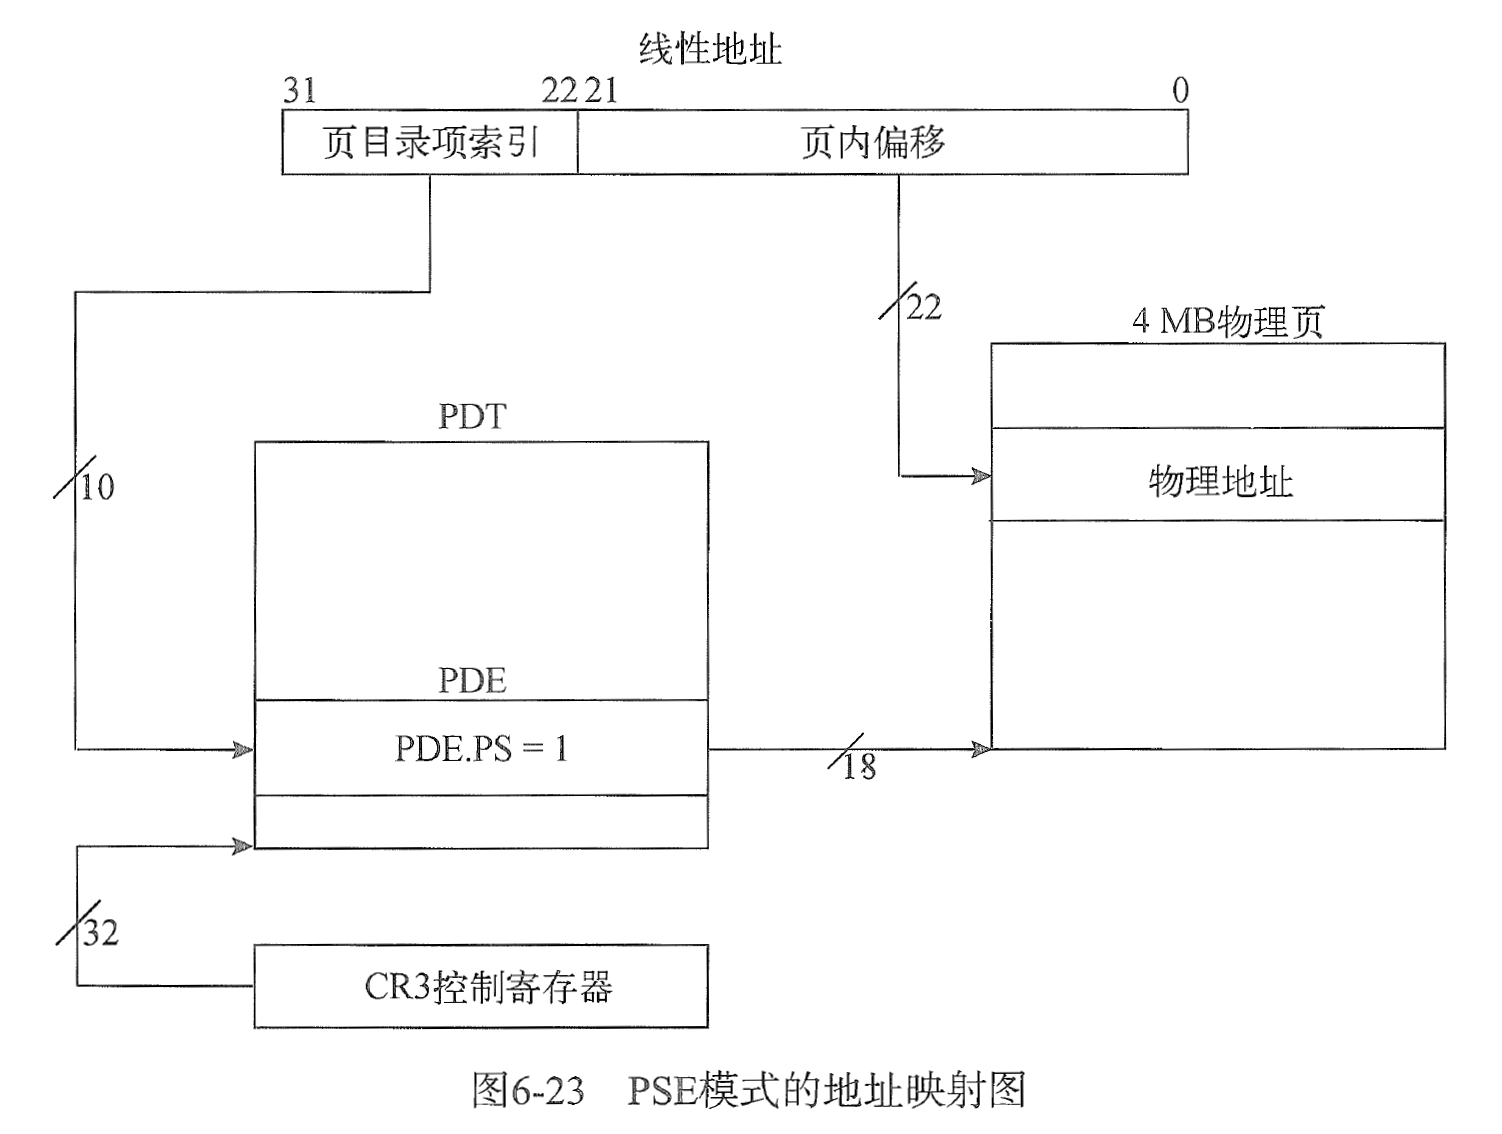 线性地址
31 22 21 0
页目录项索引 页内偏移
22
4 MB物理页
PDT
10
物理地址
PDE
PDE.PS = 1
18
32
CR3控制寄存器
图6-23 PSE模式的地址映射图